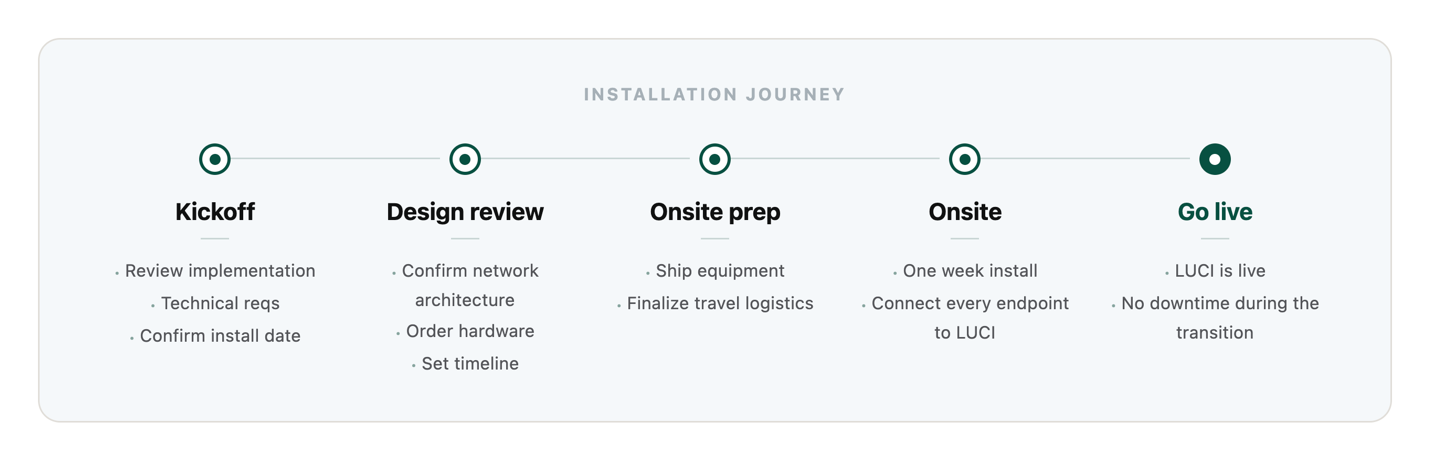 INSTALLATION JOURNEY
Kickoff
· Review implementation
· Technical reqs
· Confirm install date
Design review
· Confirm network
architecture
· Order hardware
· Set timeline
Onsite prep
· Ship equipment
· Finalize travel logistics
Onsite
· One week install
· Connect every endpoint
to LUCI
Go live
· LUCI is live
· No downtime during the
transition